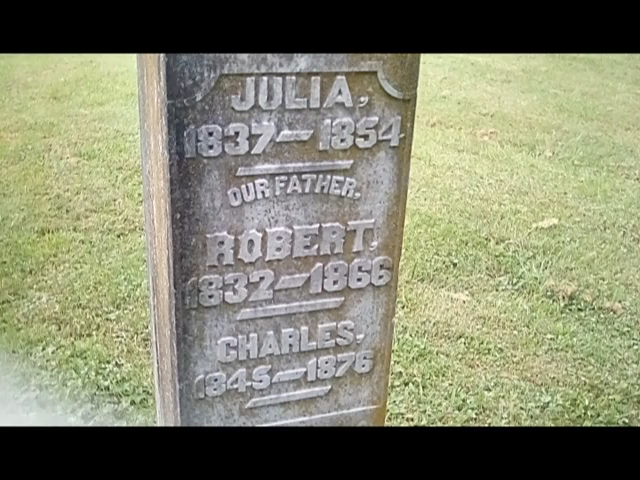 JULIA,
1837—1854
OUR FATHER.
ROBERT,
1832—1866
CHARLES,
1845—1876